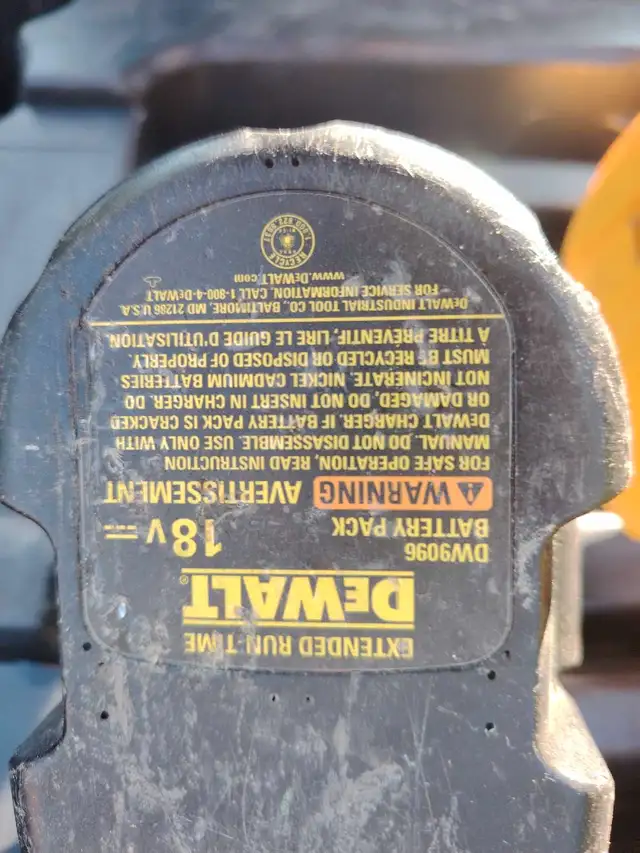 EXTENDED RUN-TIME
DEWALT®
DW9096
BATTERY PACK
18V
WARNING AVERTISSEMENT
FOR SAFE OPERATION, READ INSTRUCTION
MANUAL. DO NOT DISASSEMBLE. USE ONLY WITH
DEWALT CHARGER. IF BATTERY PACK IS CRACKED
OR DAMAGED, DO NOT INSERT IN CHARGER. DO
NOT INCINERATE. NICKEL CADMIUM BATTERIES
MUST BE RECYCLED OR DISPOSED OF PROPERLY.
À TITRE PRÉVENTIF, LIRE LE GUIDE D'UTILISATION.
DEWALT INDUSTRIAL TOOL CO., BALTIMORE, MD 21286 U.S.A.
FOR SERVICE INFORMATION, CALL 1-800-4-DEWALT
www.DEWALT.com
RECYCLE